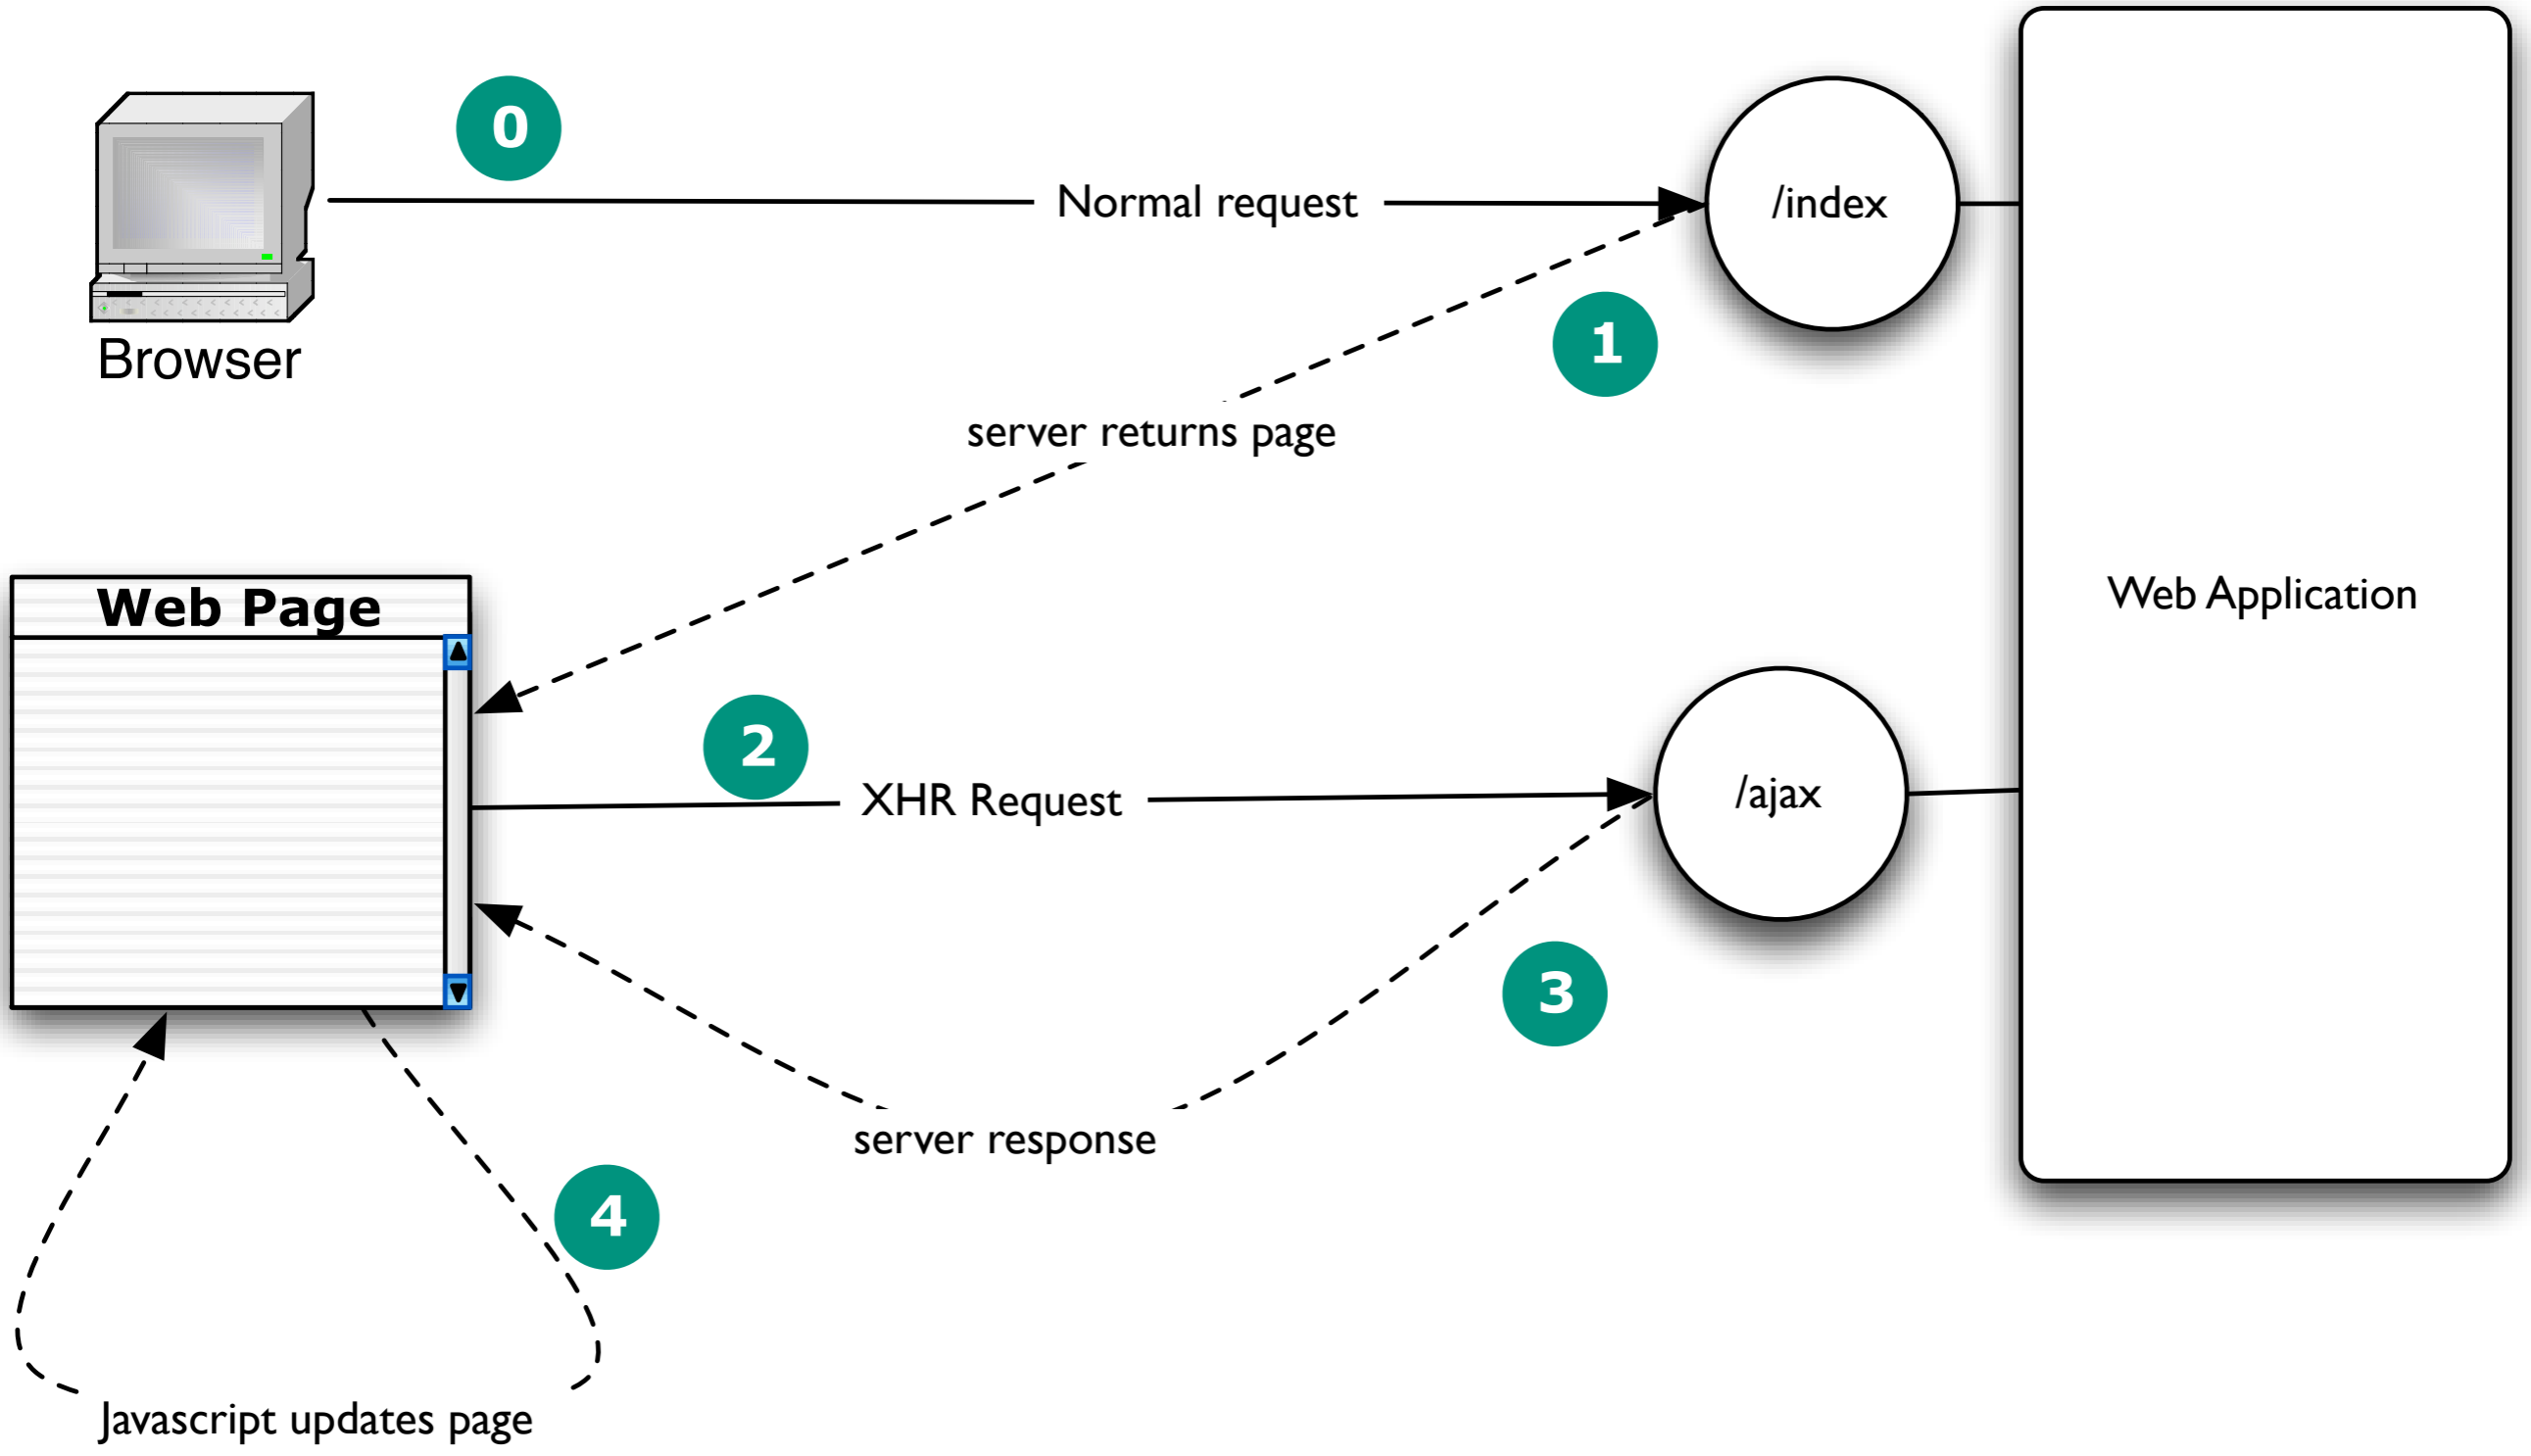 0
Normal request
/index
Browser
1
server returns page
Web Page
Web Application
2
XHR Request
/ajax
3
server response
4
Javascript updates page